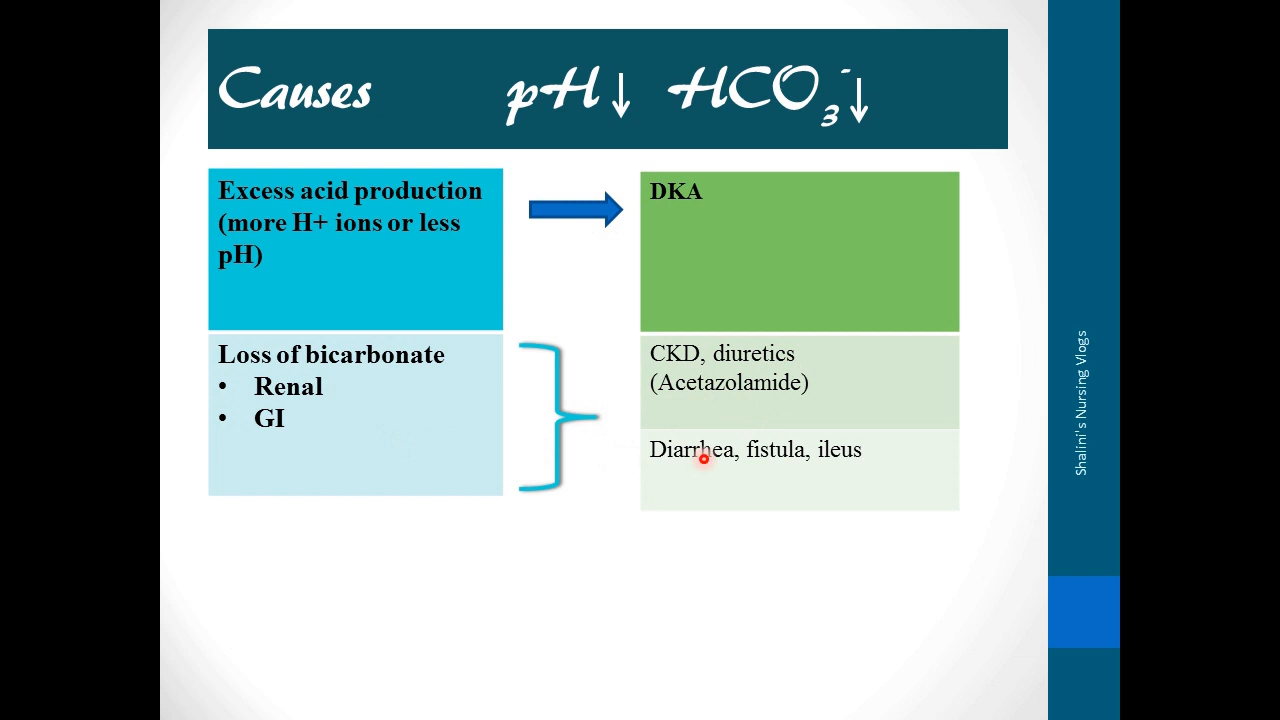 Causes pH↓ HCO₃⁻↓
Excess acid production
(more H+ ions or less
pH)
DKA
Loss of bicarbonate
• Renal
• GI
CKD, diuretics
(Acetazolamide)
Diarrhea, fistula, ileus
Shalini's Nursing Vlogs